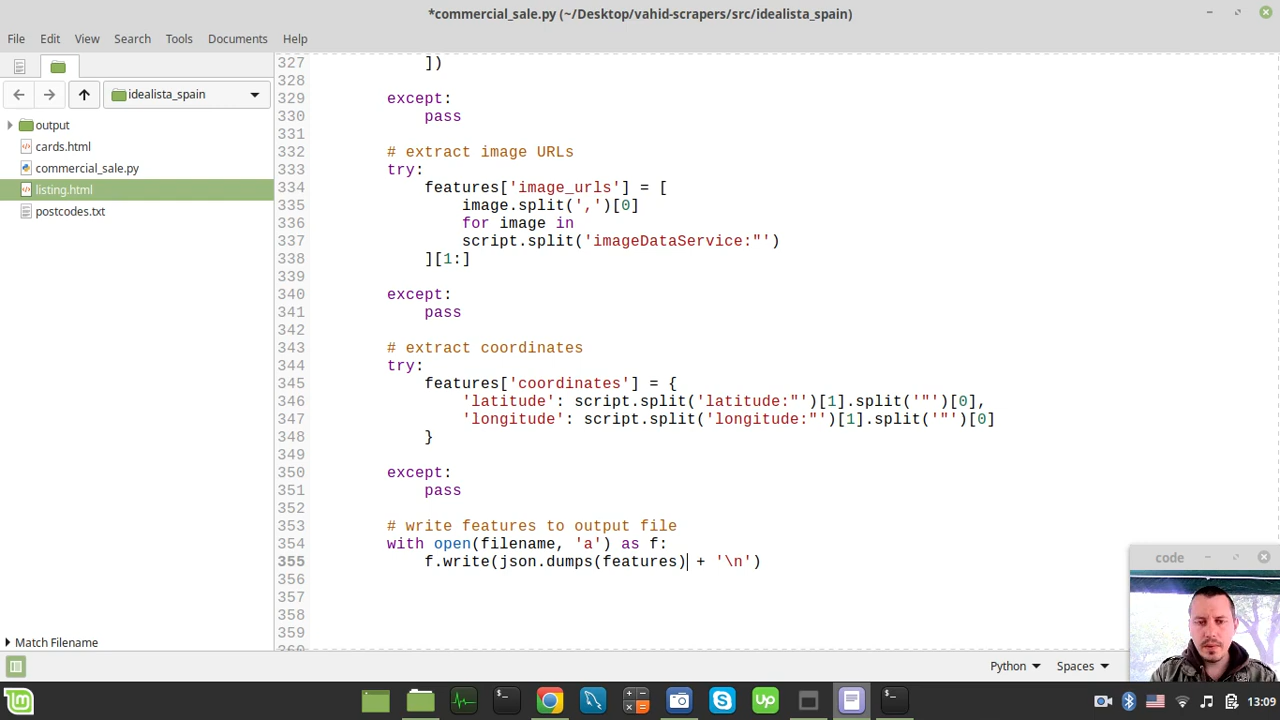 *commercial_sale.py (~/Desktop/vahid-scrapers/src/idealista_spain)
File Edit View Search Tools Documents Help
idealista_spain
output
cards.html
commercial_sale.py
listing.html
postcodes.txt
Match Filename
327 ])
328
329 except:
330 pass
331
332 # extract image URLs
333 try:
334 features['image_urls'] = [
335 image.split(',')[0]
336 for image in
337 script.split('imageDataService:"')
338 ][1:]
339
340 except:
341 pass
342
343 # extract coordinates
344 try:
345 features['coordinates'] = {
346 'latitude': script.split('latitude:"')[1].split('"')[0],
347 'longitude': script.split('longitude:"')[1].split('"')[0]
348 }
349
350 except:
351 pass
352
353 # write features to output file
354 with open(filename, 'a') as f:
355 f.write(json.dumps(features) + '\n')
356
357
358
359
360
code
Python Spaces
Up
13:09